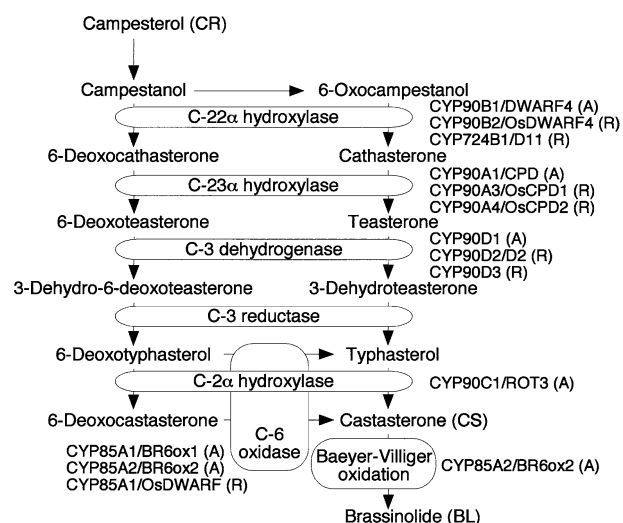 Campesterol (CR)
Campestanol 6-Oxocampestanol
C-22α hydroxylase
CYP90B1/DWARF4 (A)
CYP90B2/OsDWARF4 (R)
CYP724B1/D11 (R)
6-Deoxocathasterone Cathasterone
C-23α hydroxylase
CYP90A1/CPD (A)
CYP90A3/OsCPD1 (R)
CYP90A4/OsCPD2 (R)
6-Deoxoteasterone Teasterone
C-3 dehydrogenase
CYP90D1 (A)
CYP90D2/D2 (R)
CYP90D3 (R)
3-Dehydro-6-deoxoteasterone 3-Dehydroteasterone
C-3 reductase
6-Deoxotyphasterol Typhasterol
C-2α hydroxylase CYP90C1/ROT3 (A)
6-Deoxocastasterone Castasterone (CS)
CYP85A1/BR6ox1 (A)
CYP85A2/BR6ox2 (A)
CYP85A1/OsDWARF (R)
C-6
oxidase
Baeyer-Villiger
oxidation
CYP85A2/BR6ox2 (A)
Brassinolide (BL)